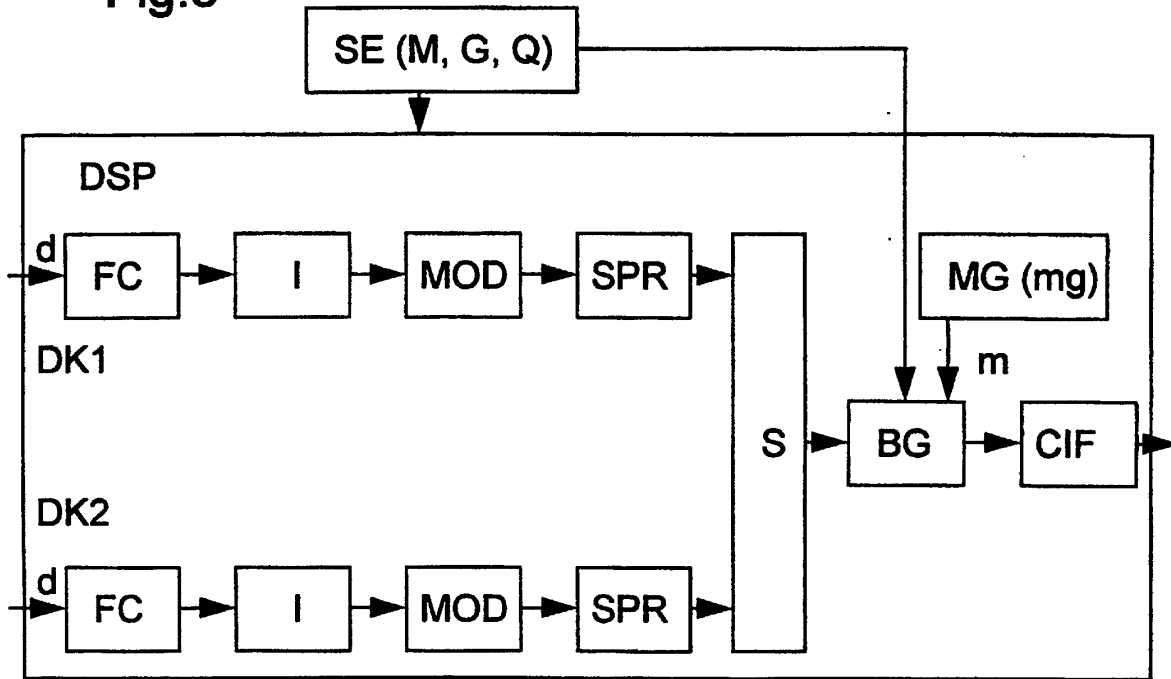 SE (M, G, Q)
DSP
d
FC
I
MOD
SPR
MG (mg)
DK1
m
S
BG
CIF
DK2
d
FC
I
MOD
SPR